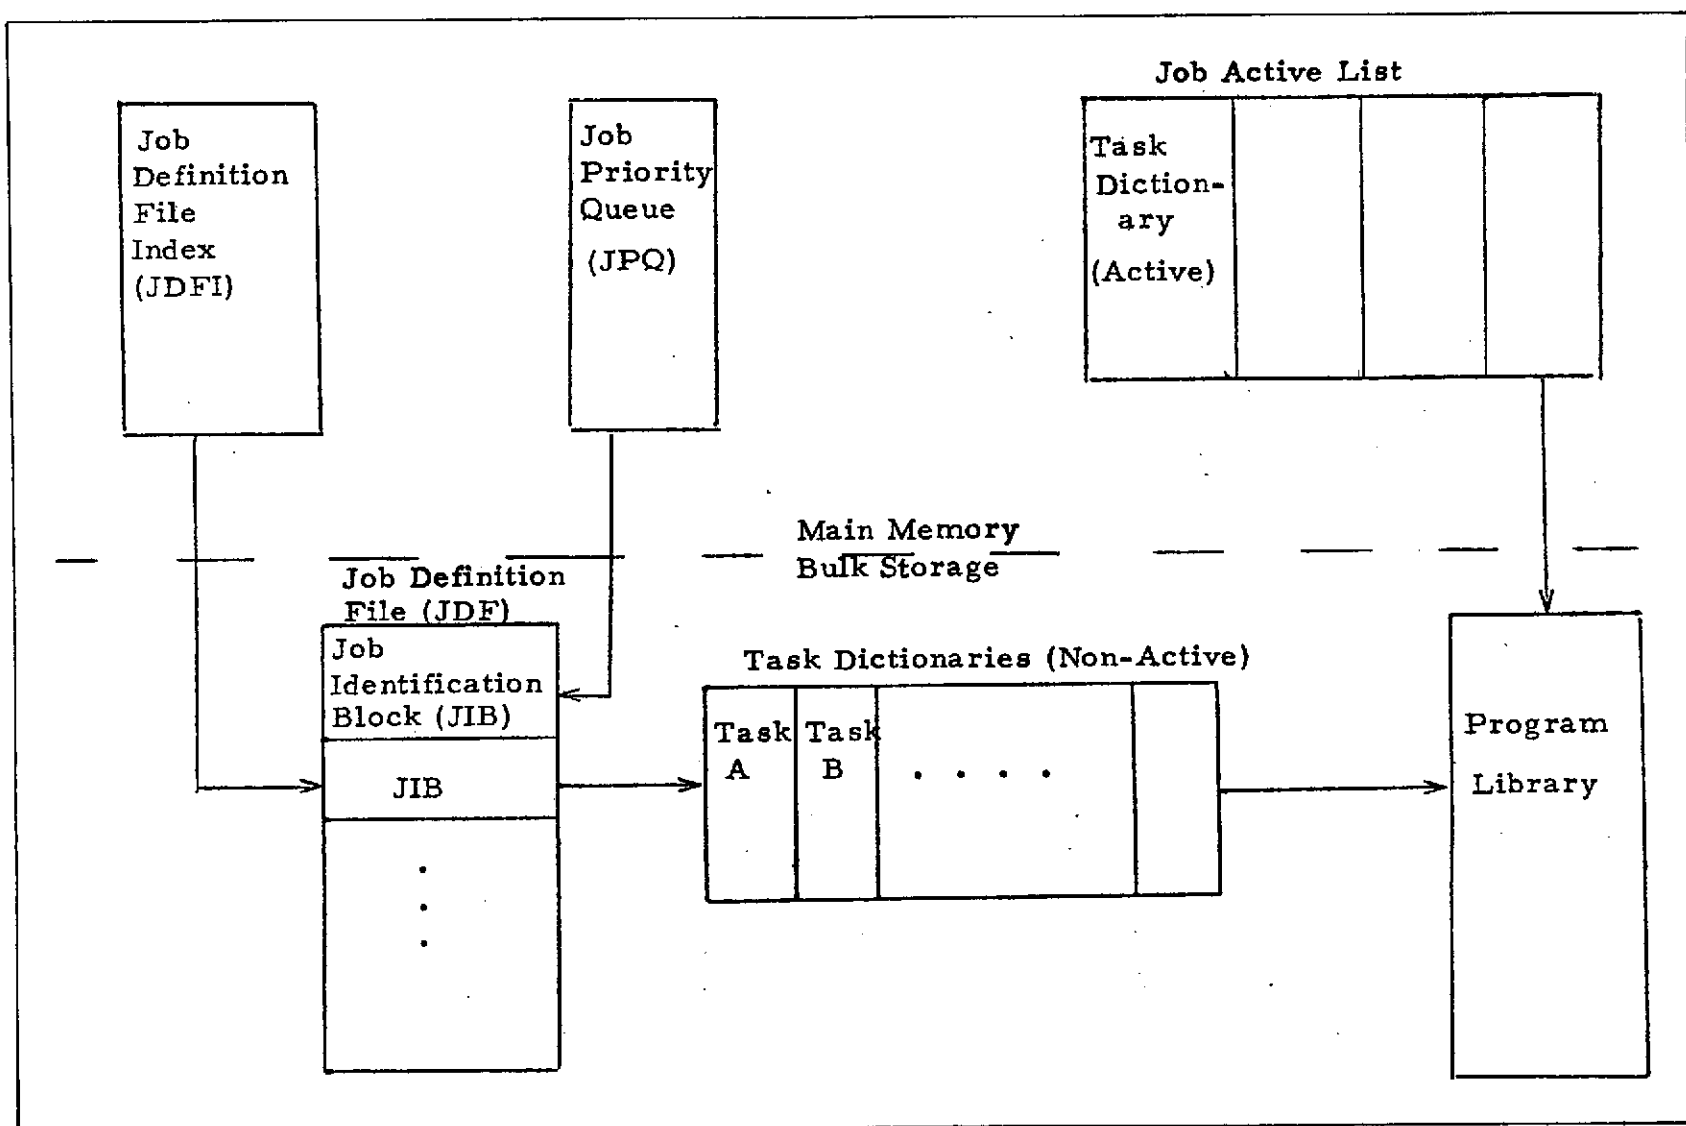 Job Active List
Job
Definition
File
Index
(JDFI)
Job
Priority
Queue
(JPQ)
Task
Diction-
ary
(Active)
Main Memory
Bulk Storage
Job Definition
File (JDF)
Job
Identification
Block (JIB)
JIB
Task Dictionaries (Non-Active)
Task
A
Task
B
Program
Library